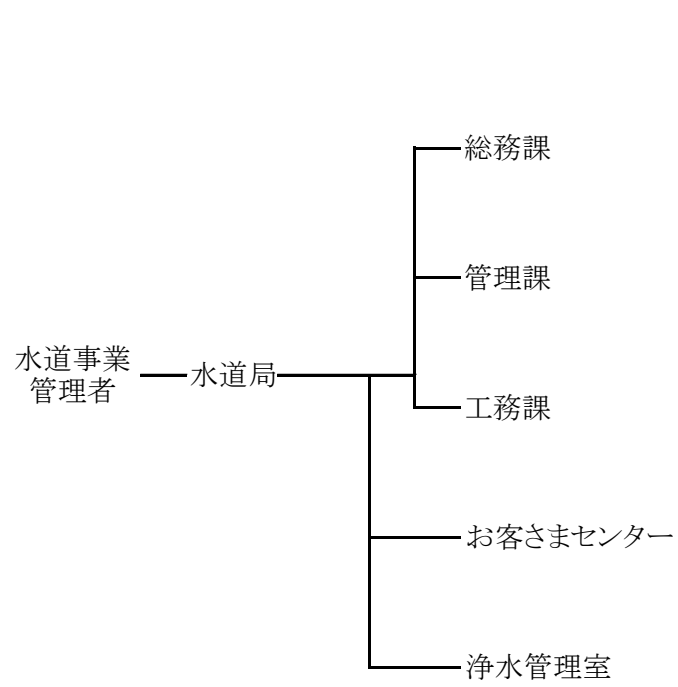 総務課
管理課
水道事業
管理者
水道局
工務課
お客さまセンター
浄水管理室